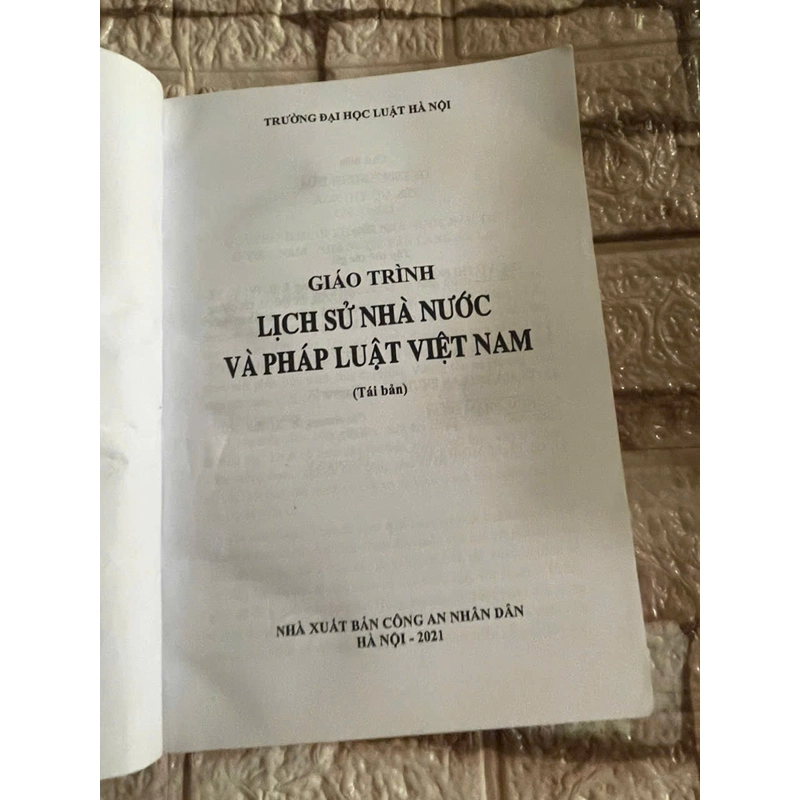 TRƯỜNG ĐẠI HỌC LUẬT HÀ NỘI
GIÁO TRÌNH
LỊCH SỬ NHÀ NƯỚC
VÀ PHÁP LUẬT VIỆT NAM
(Tái bản)
NHÀ XUẤT BẢN CÔNG AN NHÂN DÂN
HÀ NỘI - 2021